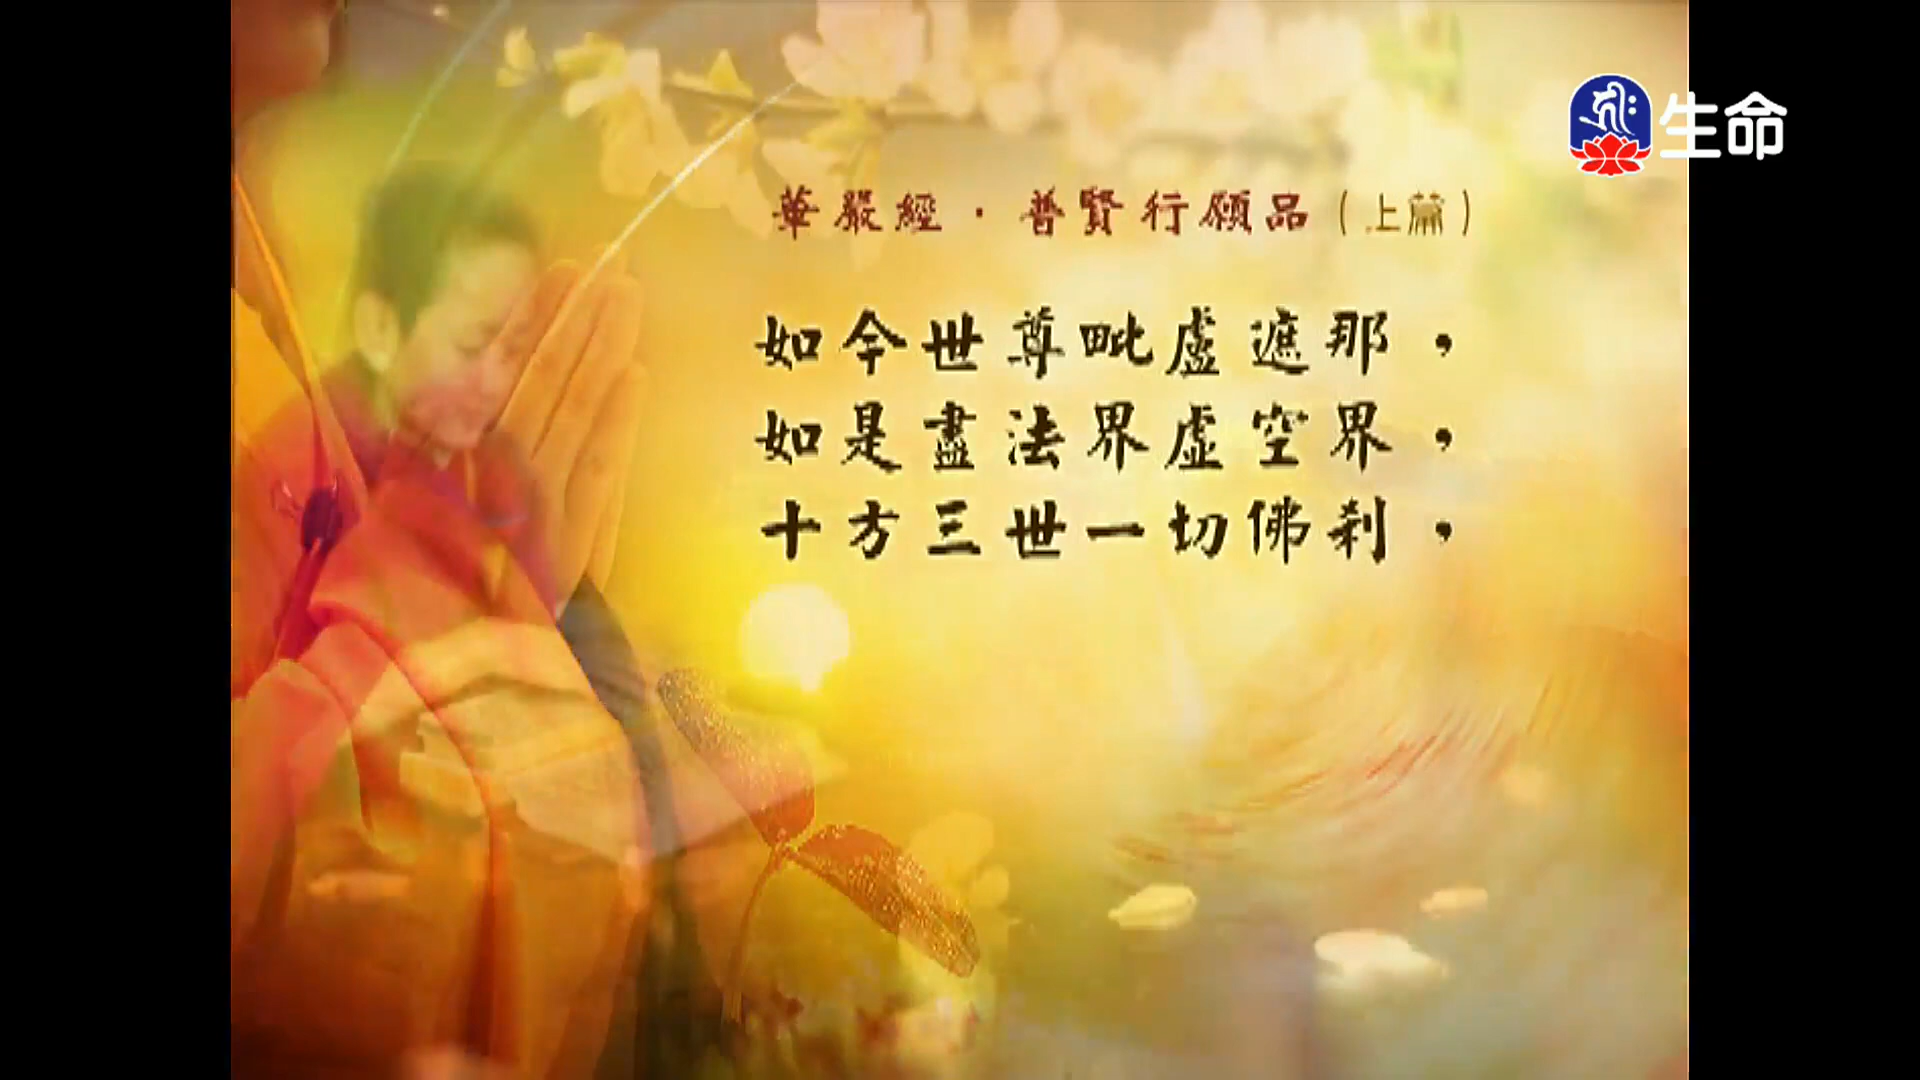 生命
華嚴經·普賢行願品(上篇)
如今世尊毗盧遮那，
如是盡法界虛空界，
十方三世一切佛剎，